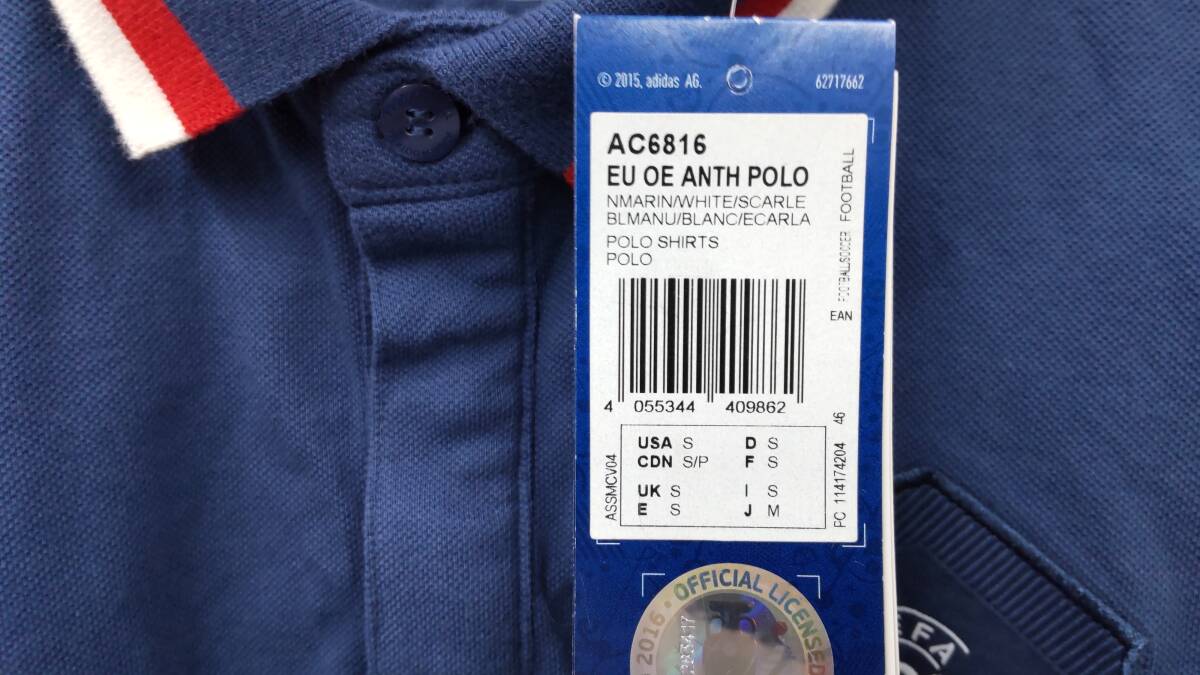 © 2015, adidas AG.
62717662
AC6816
EU OE ANTH POLO
NMARIN/WHITE/SCARLE
BLMANU/BLANC/ECARLA
POLO SHIRTS
POLO
FOOTBALL/SOCCER FOOTBALL
EAN
4 055344 409862
46
USA S D S
CDN S/P F S
UK S I S
E S J M
ASSMCV04
PC 114174204
2016 • OFFICIAL LICENSED